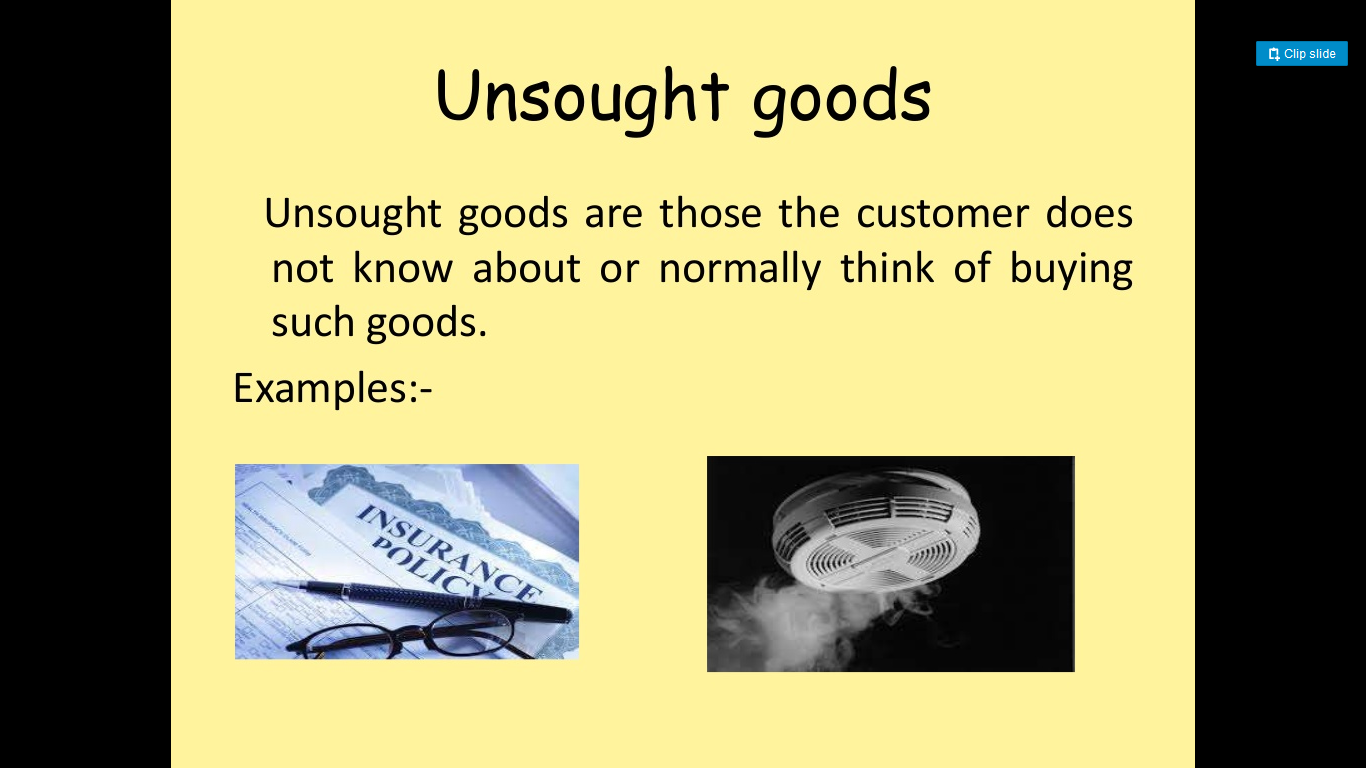 Clip slide
Unsought goods
Unsought goods are those the customer does
not know about or normally think of buying
such goods.
Examples:-
INSURANCE
POLICY